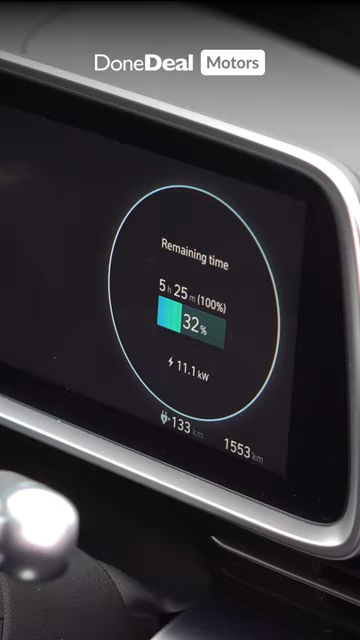 DoneDeal Motors
Remaining time
5 h 25 m (100%)
32 %
11.1 kW
133 km
1553 km